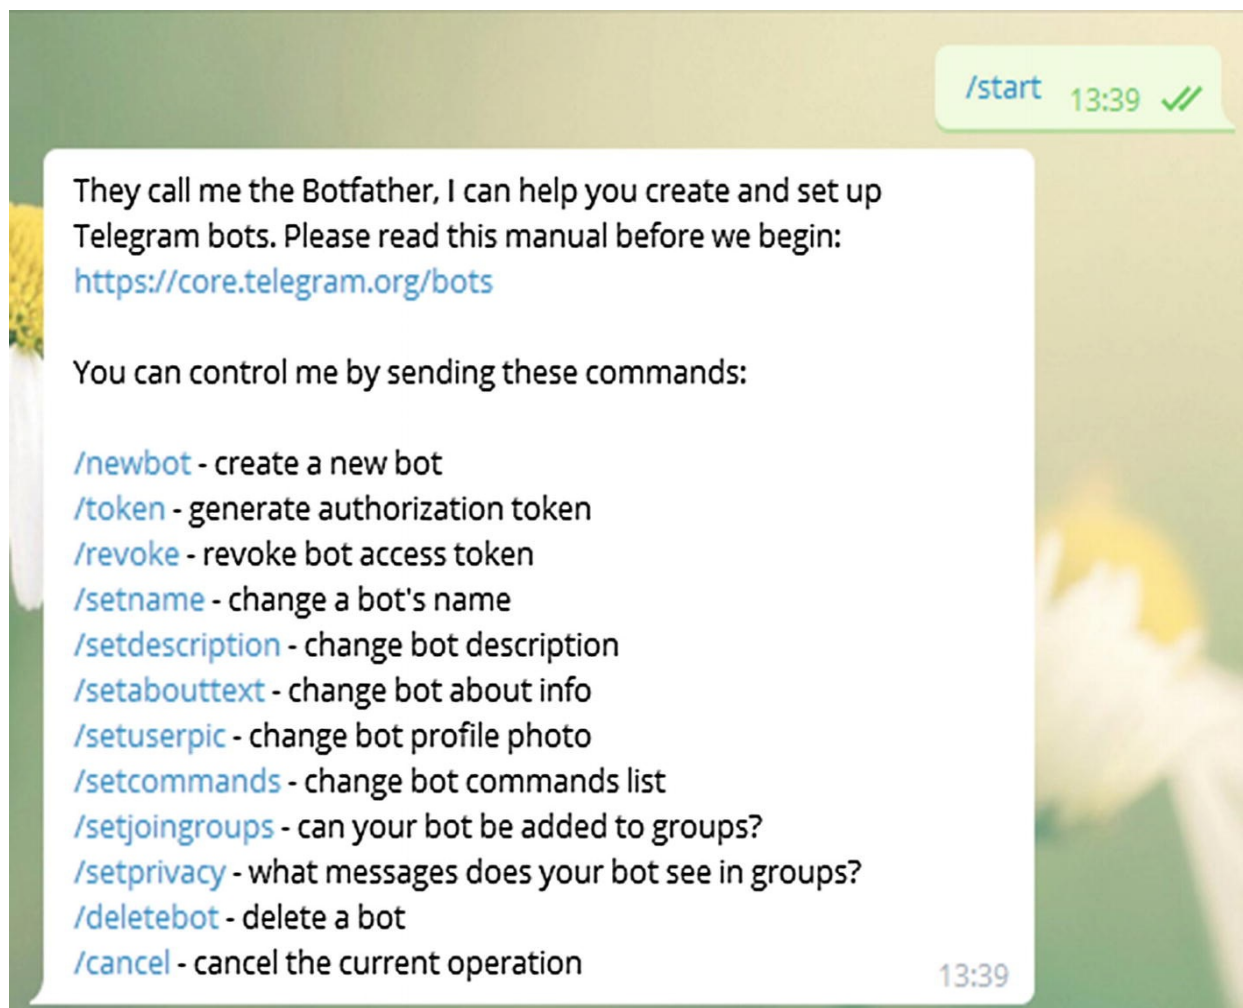 /start 13:39
They call me the Botfather, I can help you create and set up
Telegram bots. Please read this manual before we begin:
https://core.telegram.org/bots
You can control me by sending these commands:
/newbot - create a new bot
/token - generate authorization token
/revoke - revoke bot access token
/setname - change a bot's name
/setdescription - change bot description
/setabouttext - change bot about info
/setuserpic - change bot profile photo
/setcommands - change bot commands list
/setjoingroups - can your bot be added to groups?
/setprivacy - what messages does your bot see in groups?
/deletebot - delete a bot
/cancel - cancel the current operation
13:39